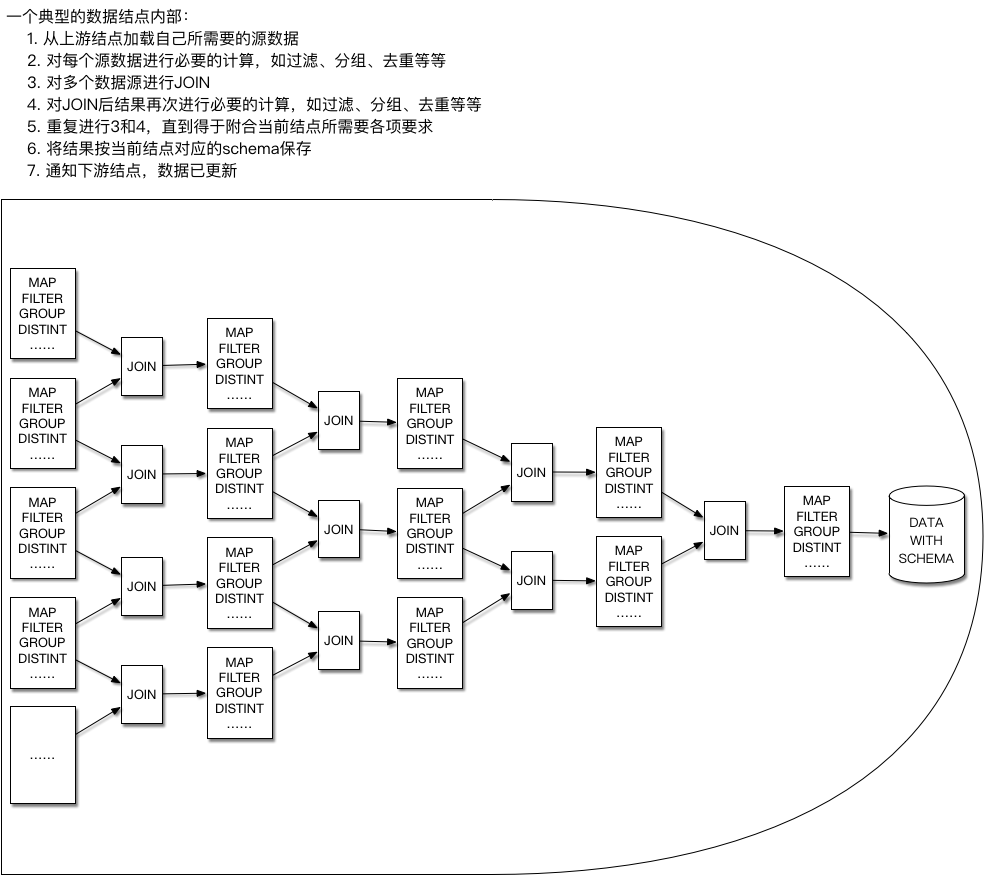 一个典型的数据结点内部：
1. 从上游结点加载自己所需要的源数据
2. 对每个源数据进行必要的计算，如过滤、分组、去重等等
3. 对多个数据源进行JOIN
4. 对JOIN后结果再次进行必要的计算，如过滤、分组、去重等等
5. 重复进行3和4，直到得于附合当前结点所需要各项要求
6. 将结果按当前结点对应的schema保存
7. 通知下游结点，数据已更新
MAP
FILTER
GROUP
DISTINT
......
MAP
FILTER
GROUP
DISTINT
......
MAP
FILTER
GROUP
DISTINT
......
MAP
FILTER
GROUP
DISTINT
......
......
JOIN
JOIN
JOIN
JOIN
MAP
FILTER
GROUP
DISTINT
......
MAP
FILTER
GROUP
DISTINT
......
MAP
FILTER
GROUP
DISTINT
......
MAP
FILTER
GROUP
DISTINT
......
JOIN
JOIN
JOIN
MAP
FILTER
GROUP
DISTINT
......
MAP
FILTER
GROUP
DISTINT
......
MAP
FILTER
GROUP
DISTINT
......
JOIN
JOIN
MAP
FILTER
GROUP
DISTINT
......
MAP
FILTER
GROUP
DISTINT
......
JOIN
MAP
FILTER
GROUP
DISTINT
......
DATA
WITH
SCHEMA